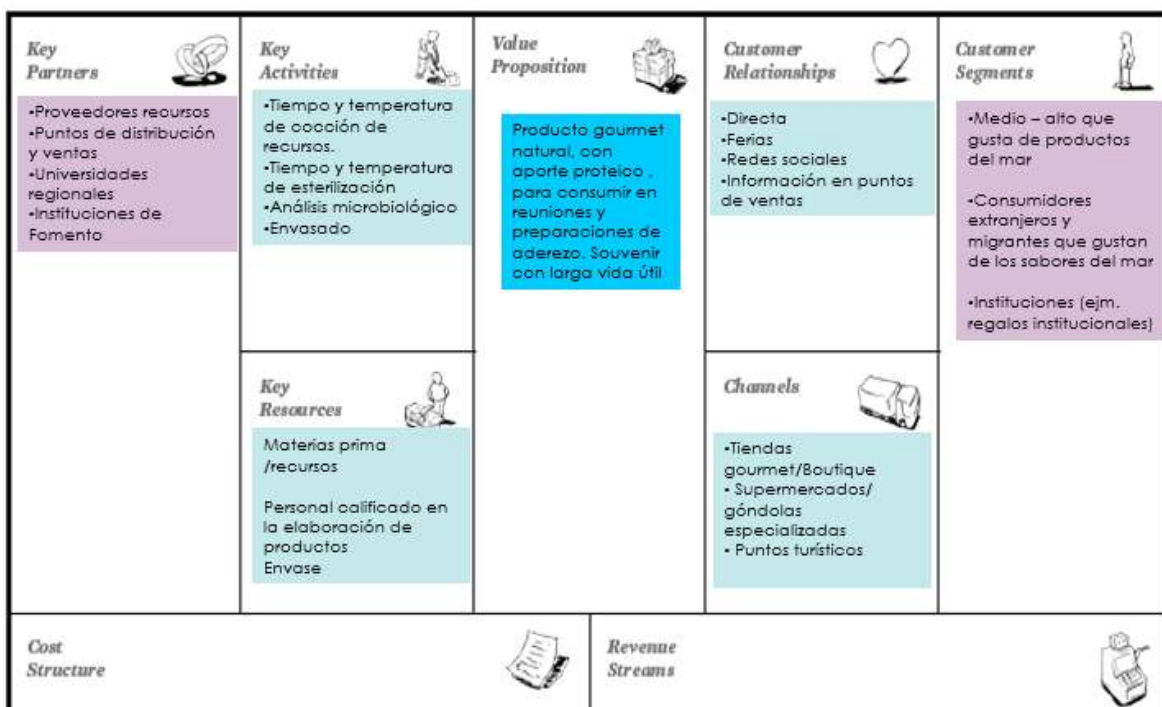 Key
Partners
•Proveedores recursos
•Puntos de distribución
y ventas
•Universidades
regionales
•Instituciones de
Fomento
Key
Activities
•Tiempo y temperatura
de cocción de
recursos.
•Tiempo y temperatura
de esterilización
•Análisis microbiológico
•Envasado
Key
Resources
Materias prima
/recursos
Personal calificado en
la elaboración de
productos
Envase
Value
Proposition
Producto gourmet
natural, con
aporte proteico ,
para consumir en
reuniones y
preparaciones de
aderezo. Souvenir
con larga vida útil
Customer
Relationships
•Directa
•Ferias
•Redes sociales
•Información en puntos
de ventas
Channels
•Tiendas
gourmet/Boutique
• Supermercados/
góndolas
especializadas
• Puntos turísticos
Customer
Segments
•Medio – alto que
gusta de productos
del mar
•Consumidores
extranjeros y
migrantes que gustan
de los sabores del mar
•Instituciones (ejm.
regalos institucionales)
Cost
Structure
Revenue
Streams